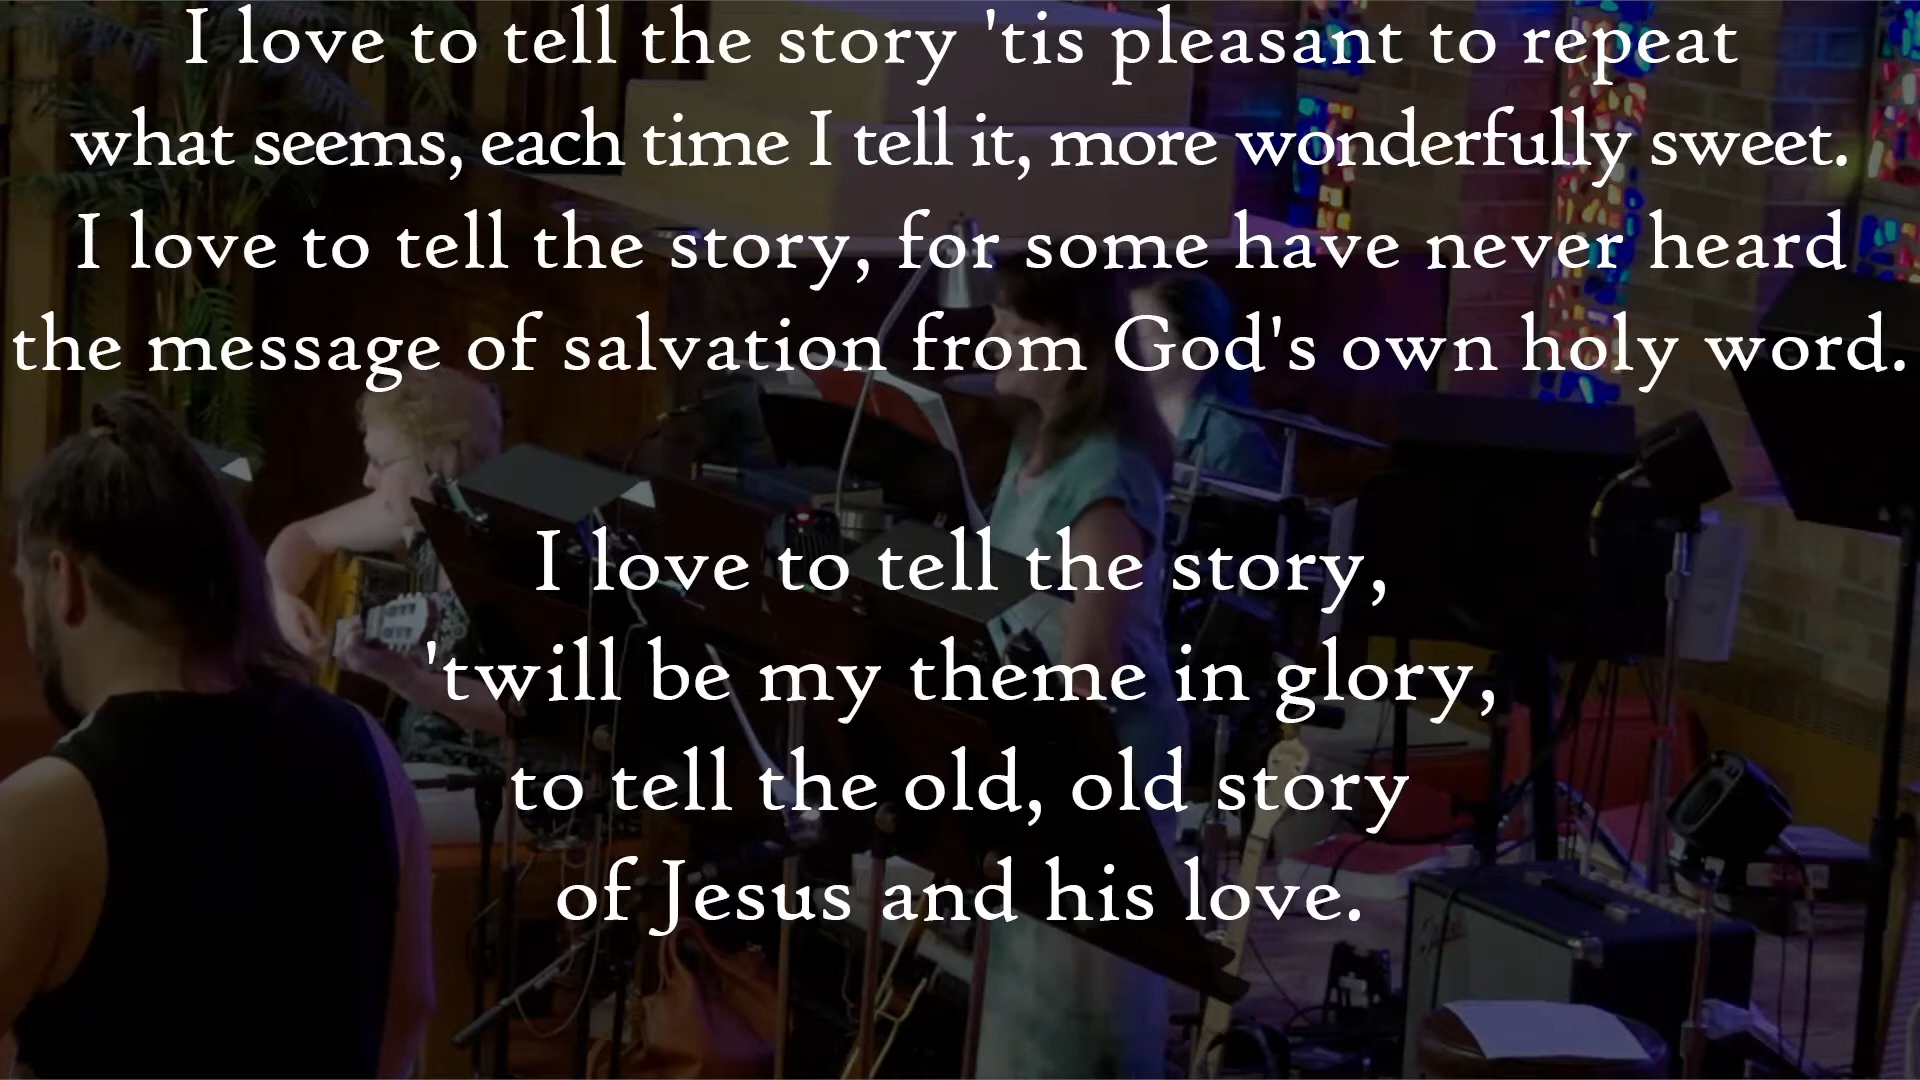 I love to tell the story 'tis pleasant to repeat
what seems, each time I tell it, more wonderfully sweet.
I love to tell the story, for some have never heard
the message of salvation from God's own holy word.
I love to tell the story,
'twill be my theme in glory,
to tell the old, old story
of Jesus and his love.